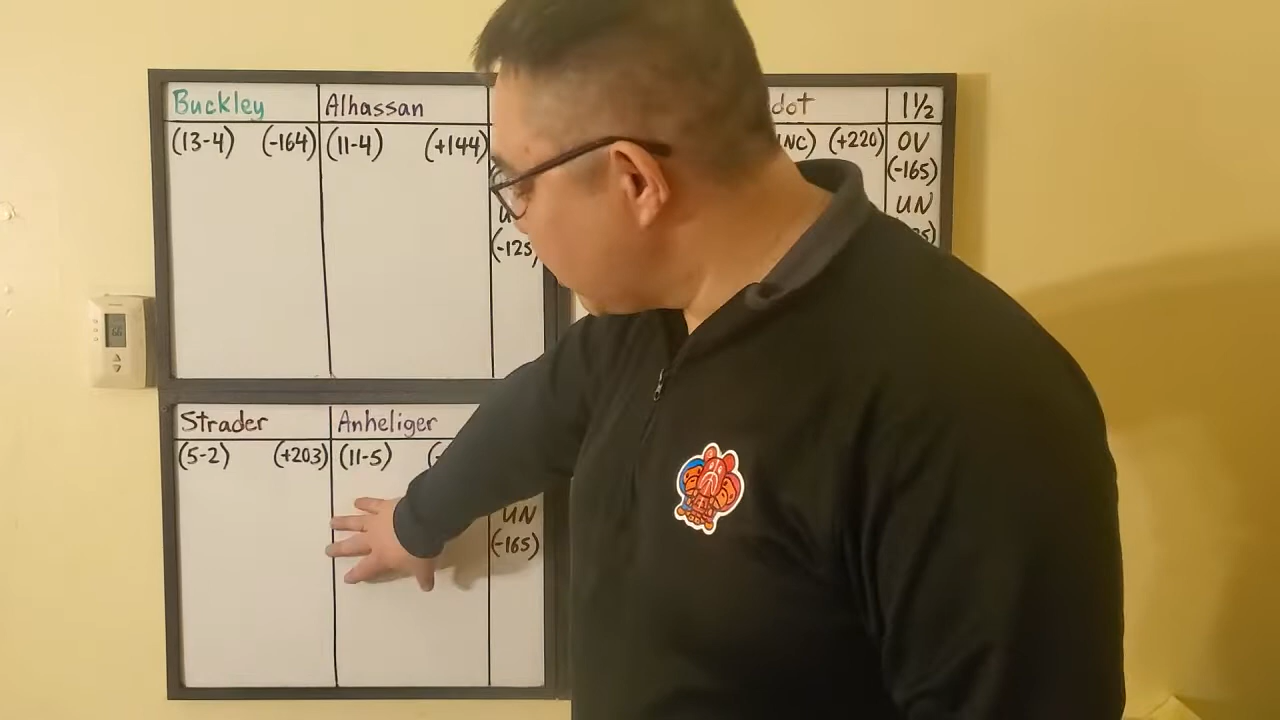 Buckley
(13-4) (-164)
Alhassan
(11-4) (+144)
(-125
dot
NC) (+220)
1½
OV
(-165)
UN
Strader
(5-2) (+203)
Anheliger
(11-5)
UN
(-165)
66